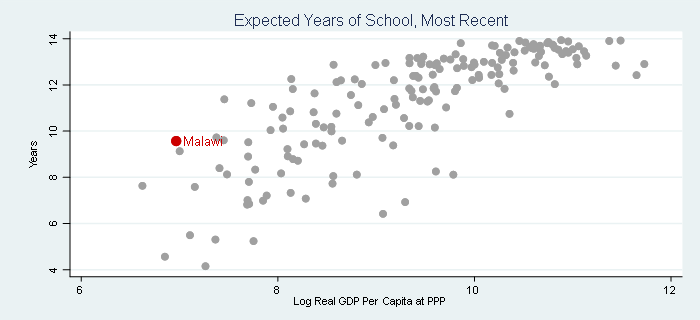 Expected Years of School, Most Recent
14
12
10
8
6
4
Years
Malawi
6
8
10
12
Log Real GDP Per Capita at PPP